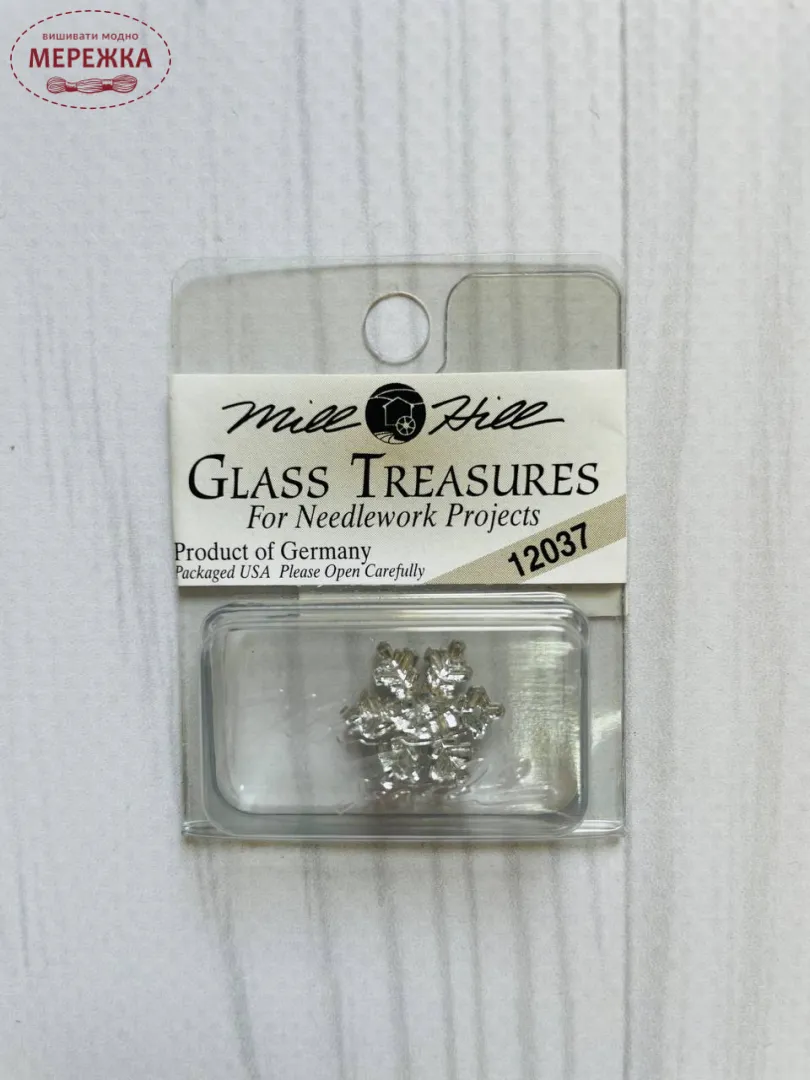 вишивати модно
МЕРЕЖКА
Mill Hill
GLASS TREASURES
For Needlework Projects
Product of Germany
Packaged USA Please Open Carefully
12037